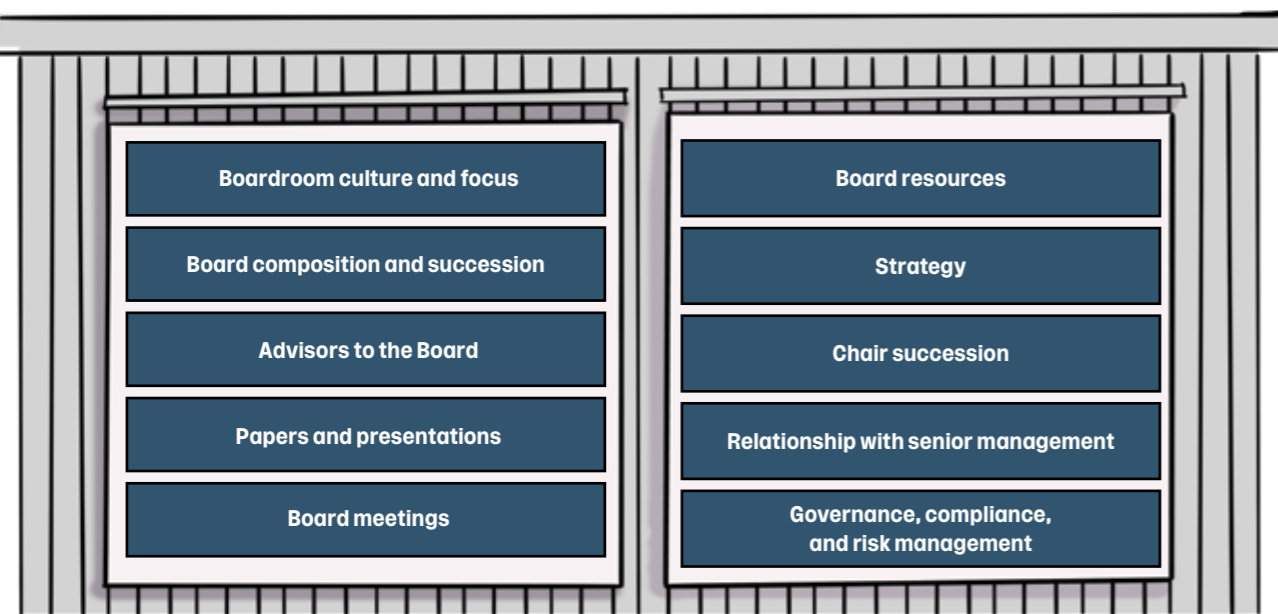 Boardroom culture and focus
Board composition and succession
Advisors to the Board
Papers and presentations
Board meetings
Board resources
Strategy
Chair succession
Relationship with senior management
Governance, compliance,
and risk management